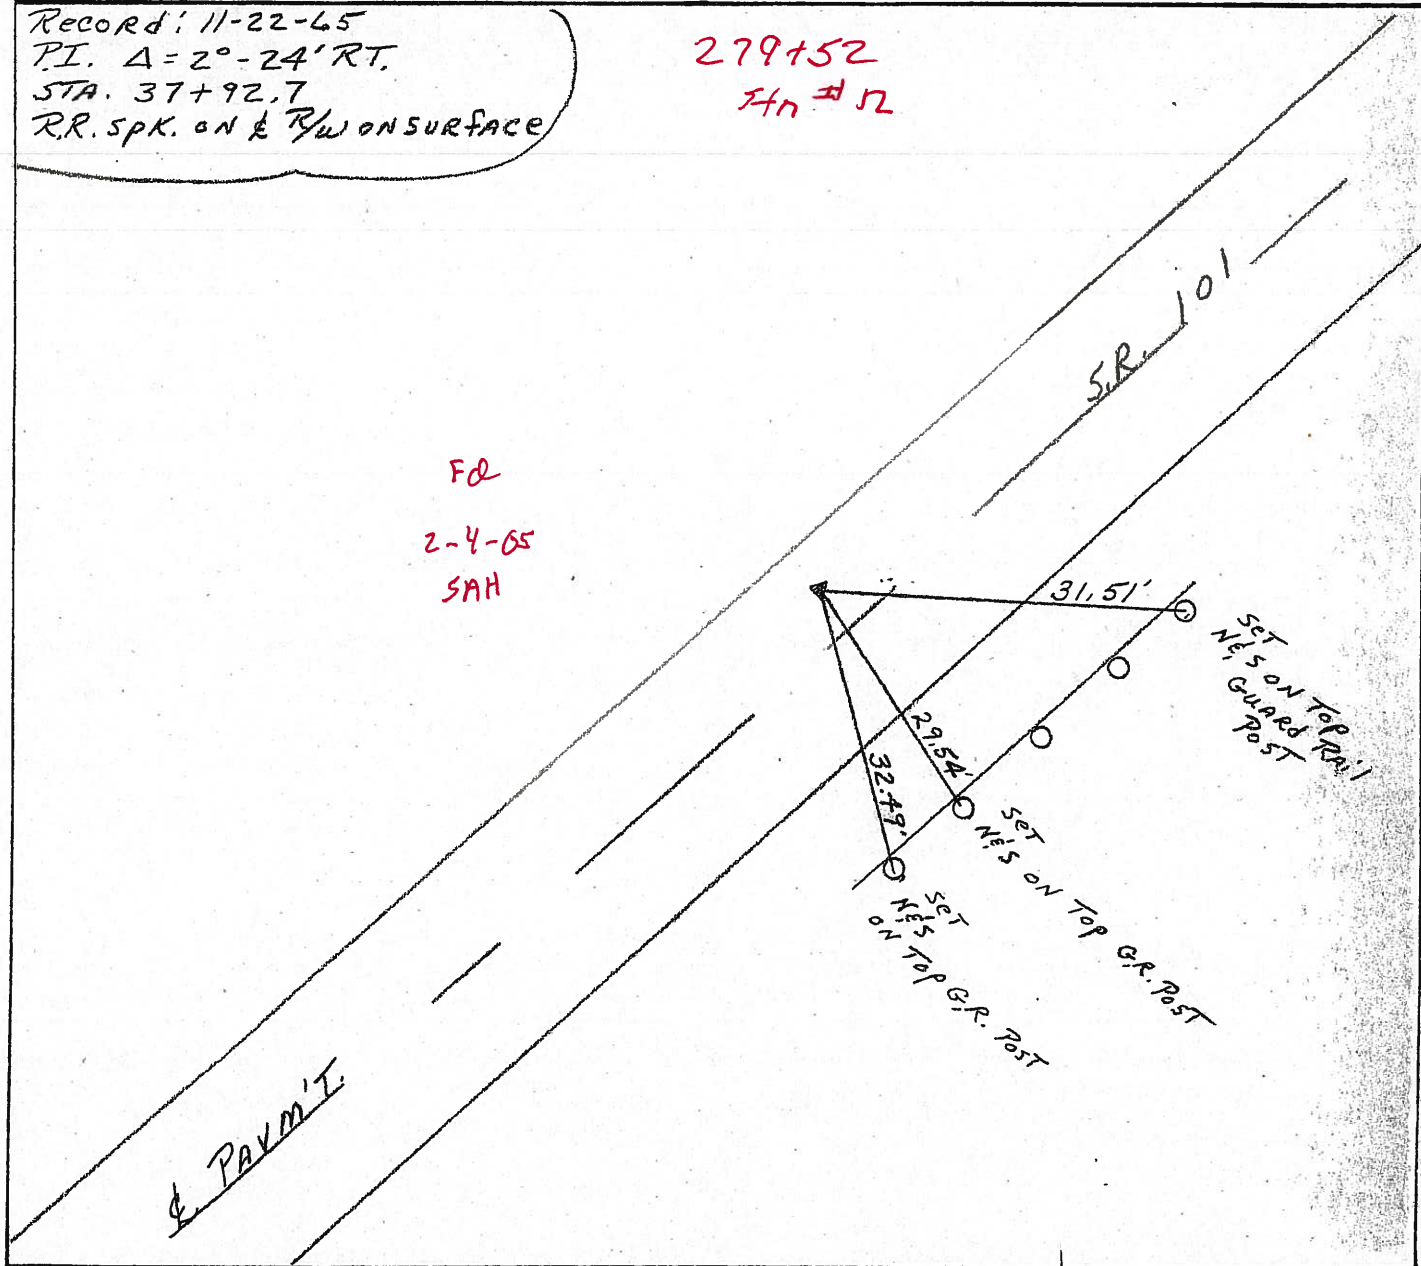 Record: 11-22-65
P.I. Δ = 2° - 24' RT.
STA. 37+92.7
R.R. SPK. ON ℄ R/W ON SURFACE
279+52
Stn # 12
S.R. 101
Fd
2-4-05
SAH
31.51'
SET
N&S ON TOP
GUARd RAil
POST
29.54'
SET
N&S ON TOP G.R. POST
32.49'
SET
N&S
ON TOP G.R. POST
℄ PAVM'T.